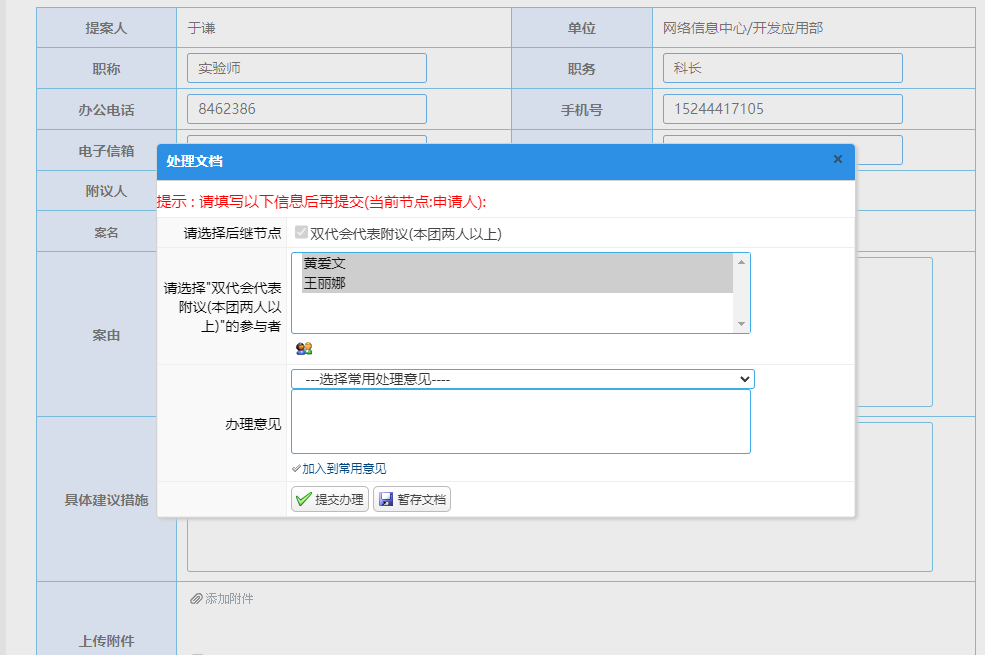 提案人 于谦 单位 网络信息中心/开发应用部
职称 实验师 职务 科长
办公电话 8462386 手机号 15244417105
电子信箱
附议人
案名
案由
具体建议措施
上传附件
添加附件
处理文档 ×
提示 : 请填写以下信息后再提交(当前节点:申请人):
请选择后继节点 双代会代表附议(本团两人以上)
请选择"双代会代表
附议(本团两人以
上)"的参与者
黄爱文
王丽娜
办理意见
---选择常用处理意见----
加入到常用意见
提交办理 暂存文档